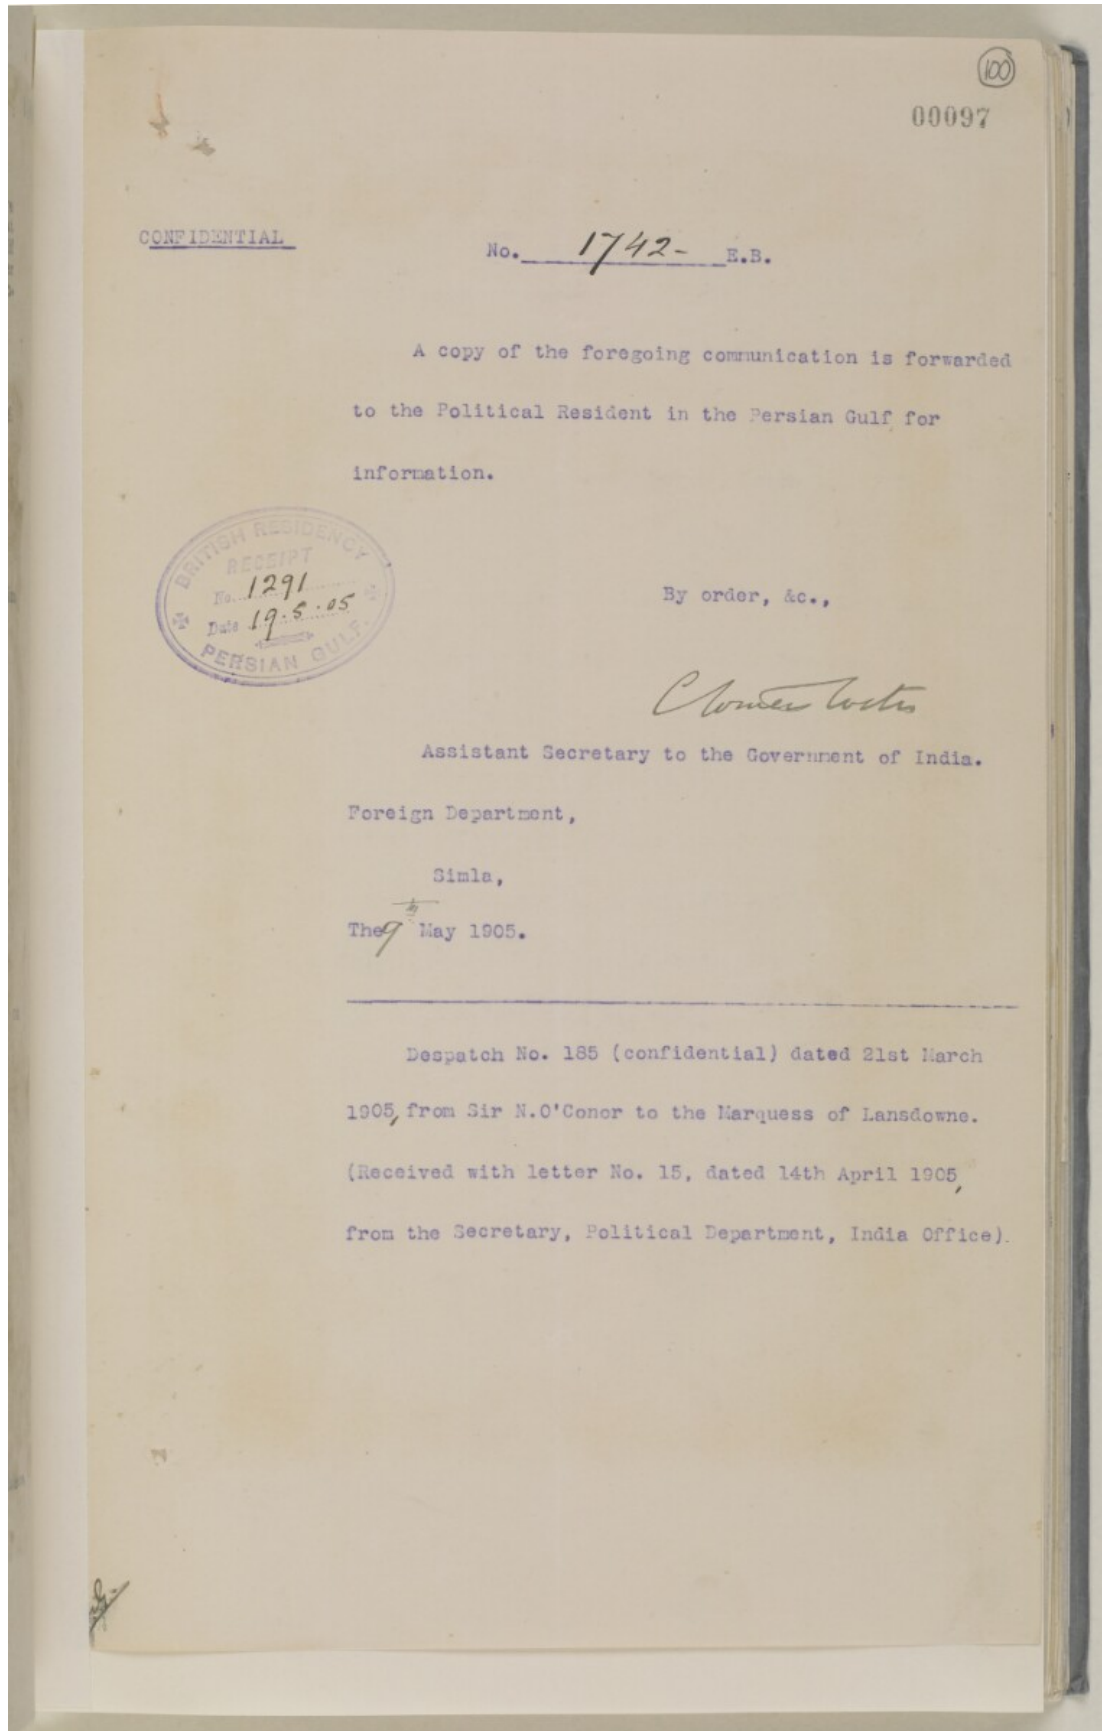 100
00097
CONFIDENTIAL
No. 1742- E.B.
A copy of the foregoing communication is forwarded
to the Political Resident in the Persian Gulf for
information.
BRITISH RESIDENCY
RECEIPT
No. 1291
Date 19.5.05
PERSIAN GULF.
By order, &c.,
Assistant Secretary to the Government of India.
Foreign Department,
Simla,
The 9th May 1905.
Despatch No. 185 (confidential) dated 21st March
1905, from Sir N.O'Conor to the Marquess of Lansdowne.
(Received with letter No. 15, dated 14th April 1905,
from the Secretary, Political Department, India Office).